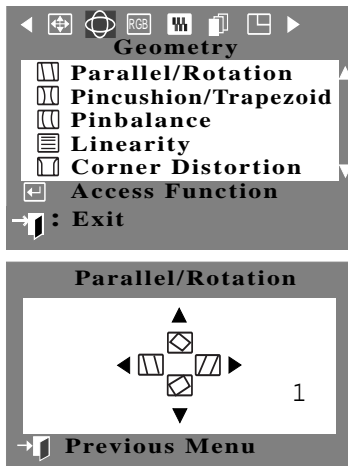 RGB
Geometry
Parallel/Rotation
Pincushion/Trapezoid
Pinbalance
Linearity
Corner Distortion
Access Function
: Exit
Parallel/Rotation
1
Previous Menu